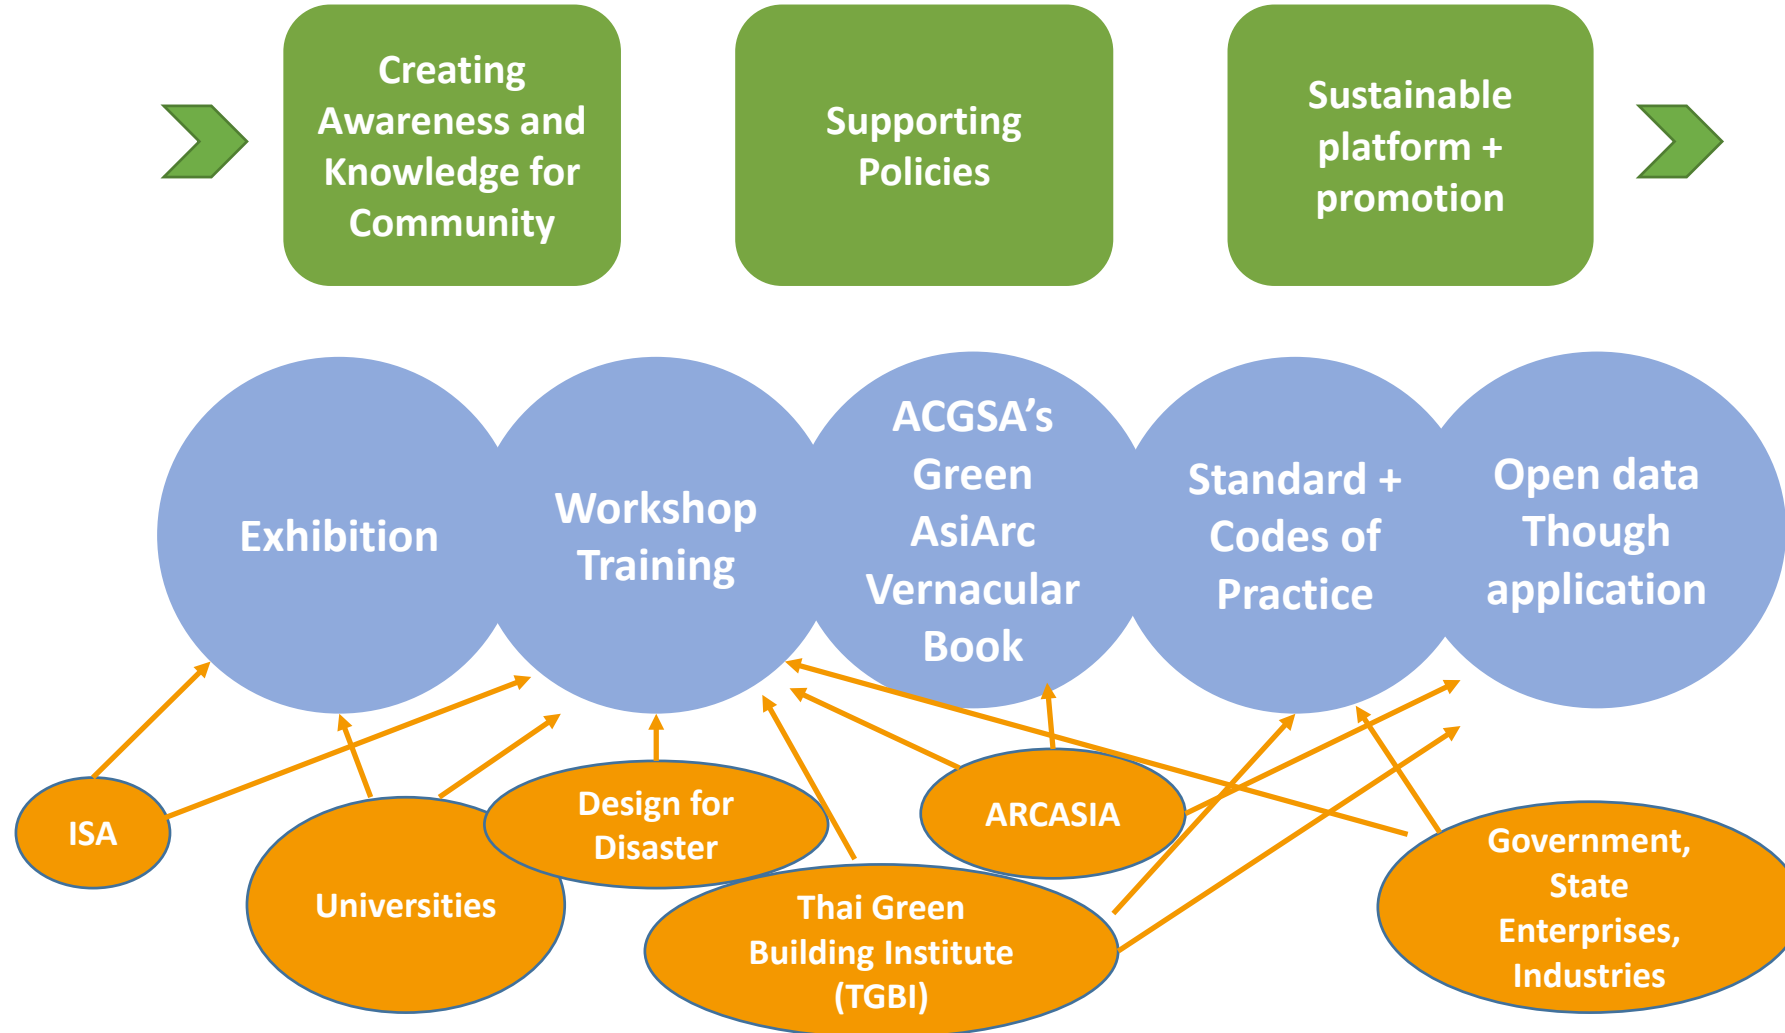 Creating
Awareness and
Knowledge for
Community
Supporting
Policies
Sustainable
platform +
promotion
Exhibition
Workshop
Training
ACGSA’s
Green
AsiArc
Vernacular
Book
Standard +
Codes of
Practice
Open data
Though
application
ISA
Universities
Design for
Disaster
Thai Green
Building Institute
(TGBI)
ARCASIA
Government,
State
Enterprises,
Industries